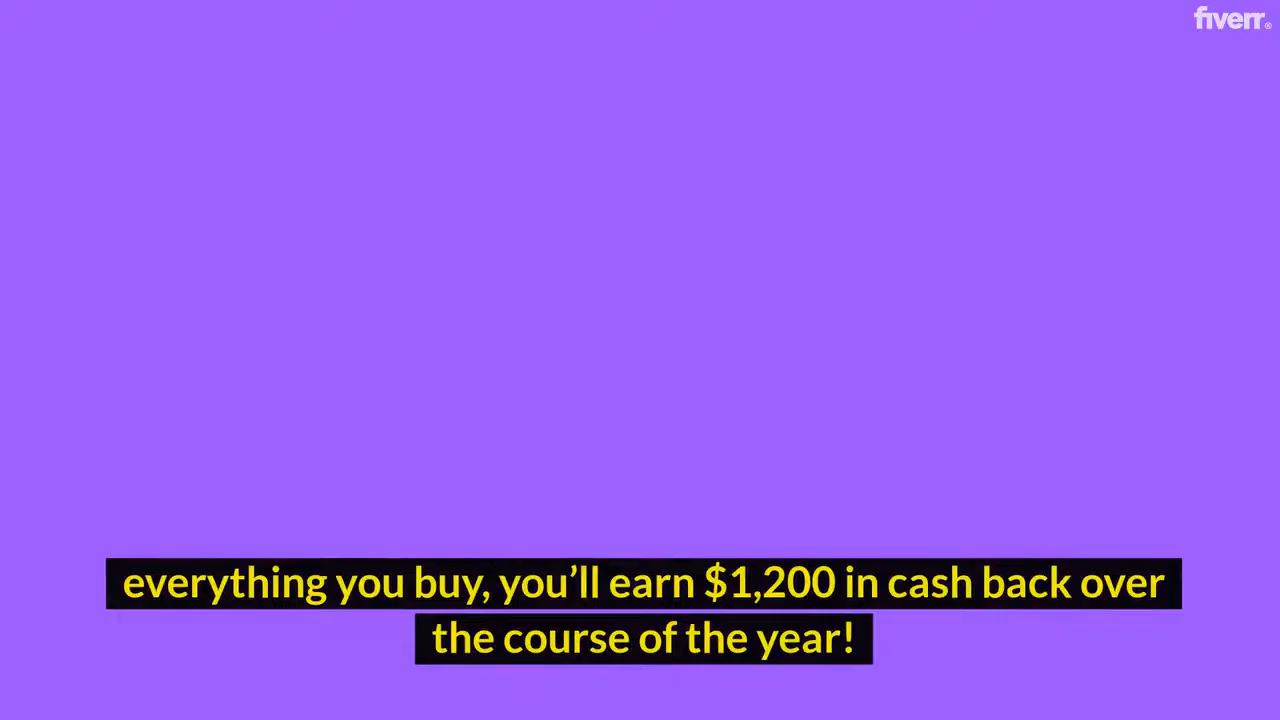 fiverr®
everything you buy, you’ll earn $1,200 in cash back over
the course of the year!